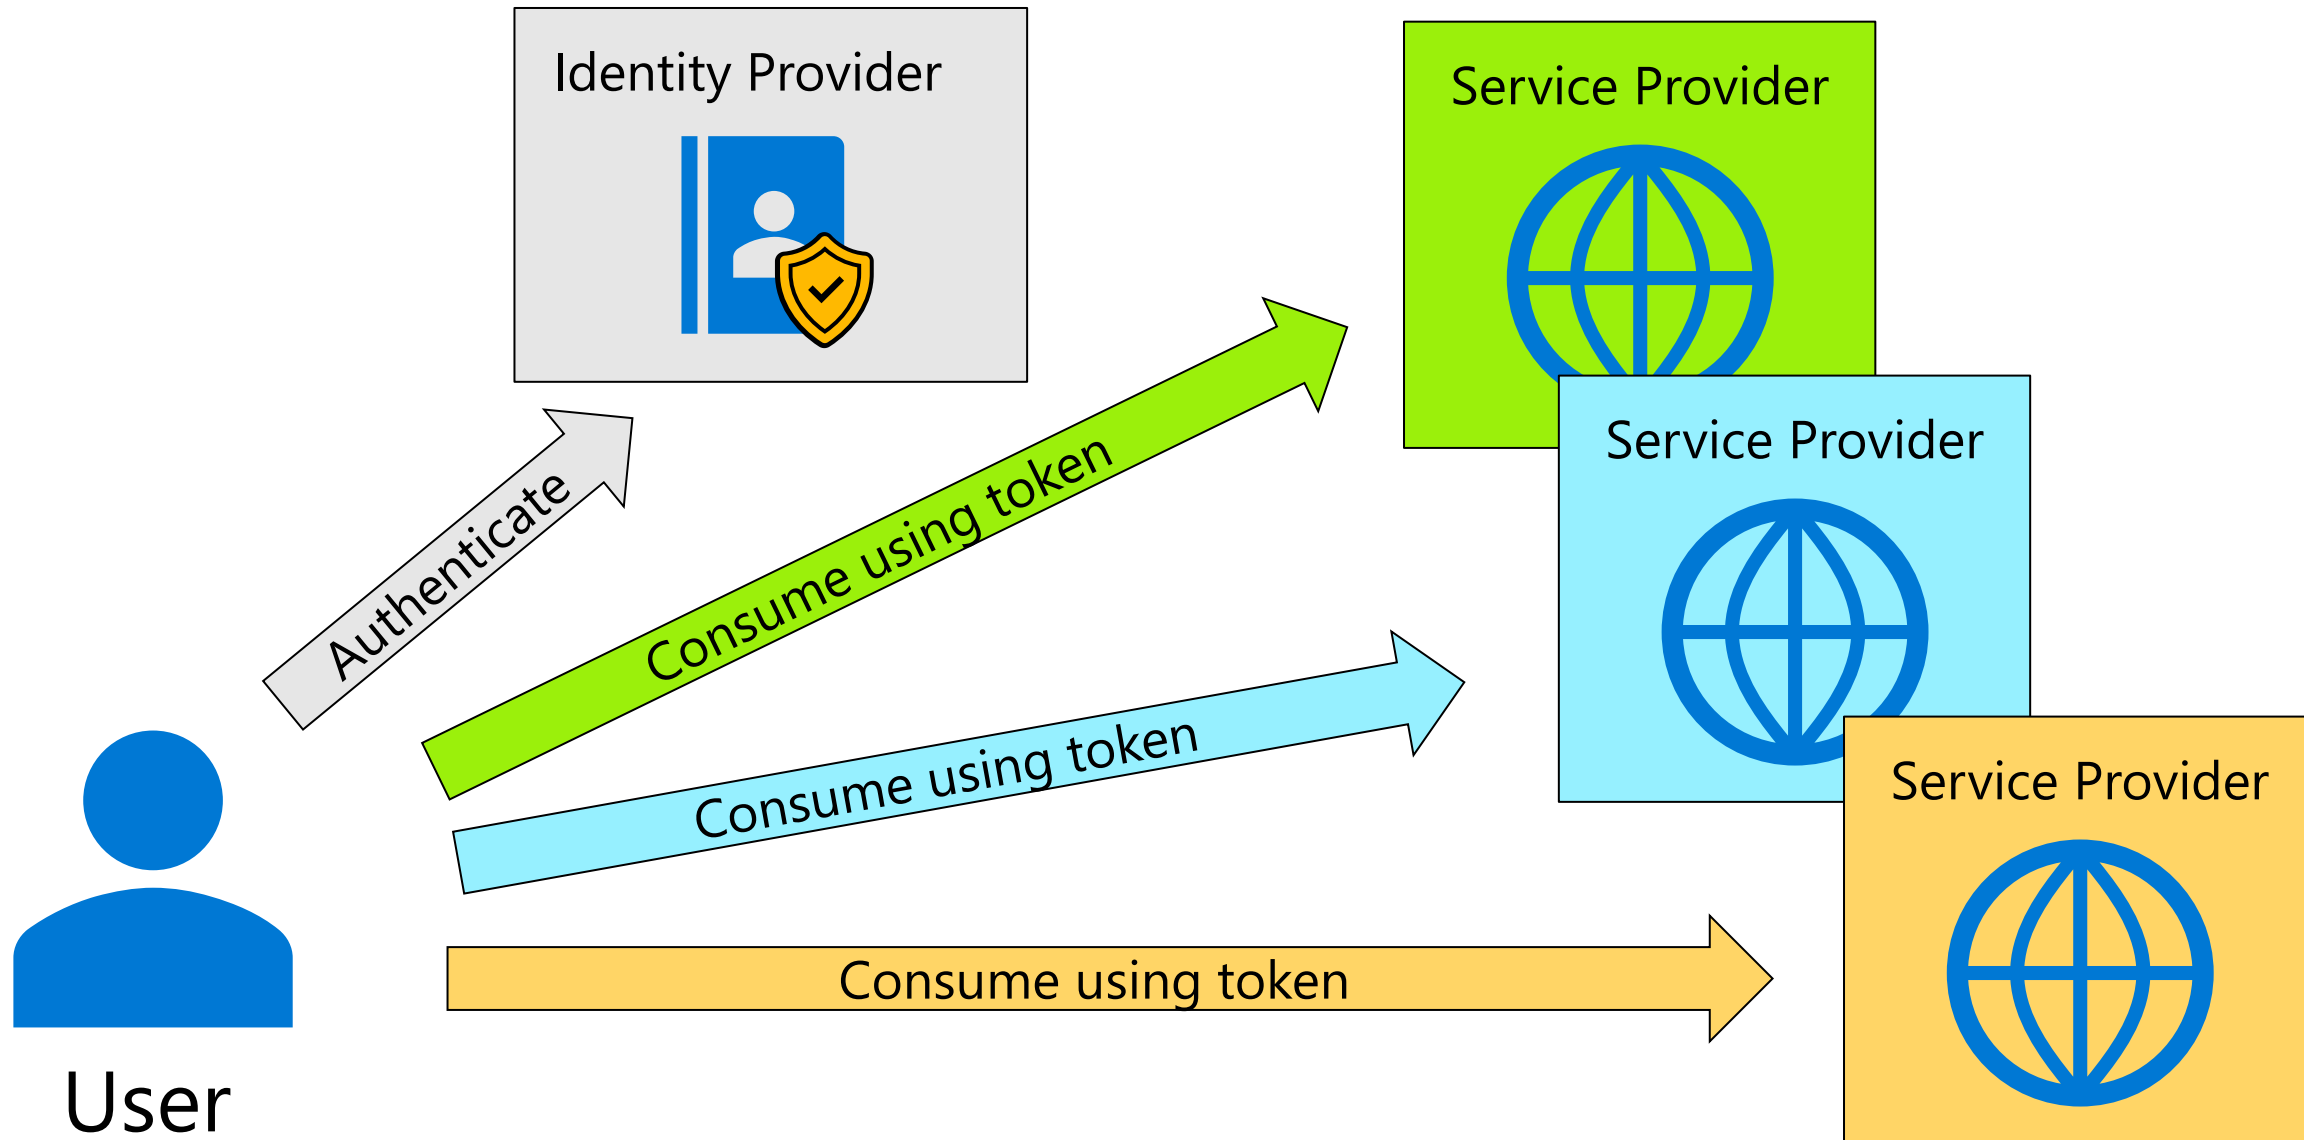 Identity Provider
Service Provider
Service Provider
Service Provider
Authenticate
Consume using token
Consume using token
Consume using token
User